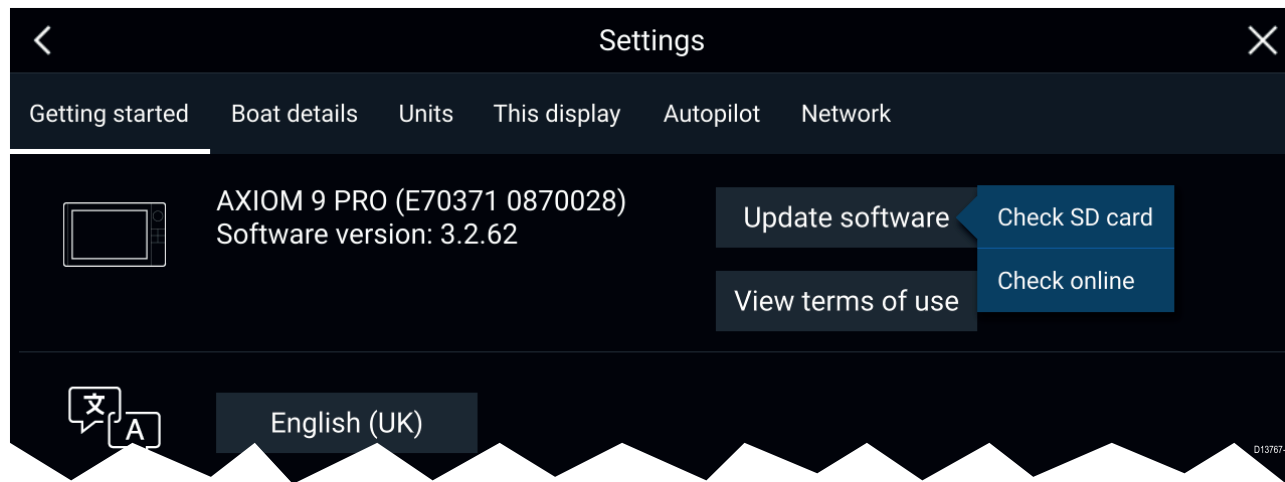 Settings
Getting started Boat details Units This display Autopilot Network
AXIOM 9 PRO (E70371 0870028)
Software version: 3.2.62
Update software
Check SD card
Check online
View terms of use
文 A
English (UK)
D13767-